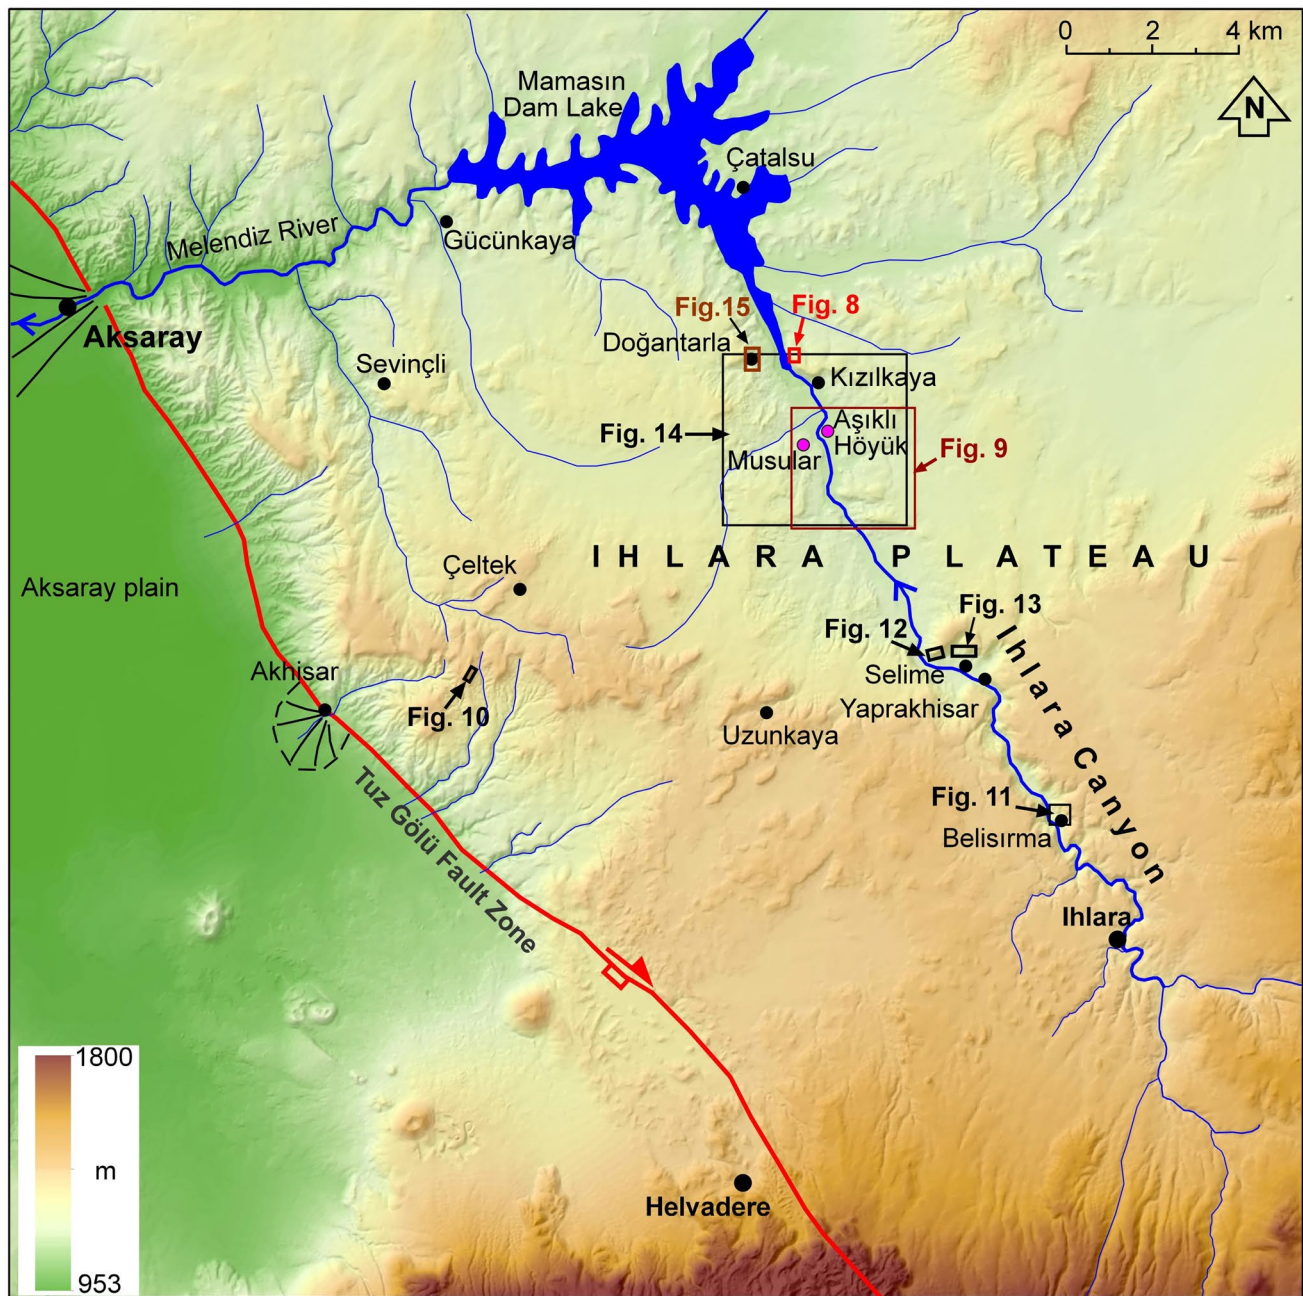 0 2 4 km
N
Mamasın
Dam Lake
Çatalsu
Melendiz River
Gücünkaya
Fig.15
Fig. 8
Aksaray
Doğantarla
Sevinçli
Kızılkaya
Fig. 14
Aşıklı
Höyük
Musular
Fig. 9
IHLARA PLATEAU
Çeltek
Aksaray plain
Fig. 13
Fig. 12
Ihlara Canyon
Akhisar
Selime
Fig. 10
Yaprakhisar
Uzunkaya
Tuz Gölü Fault Zone
Fig. 11
Belisırma
Ihlara
1800
m
953
Helvadere